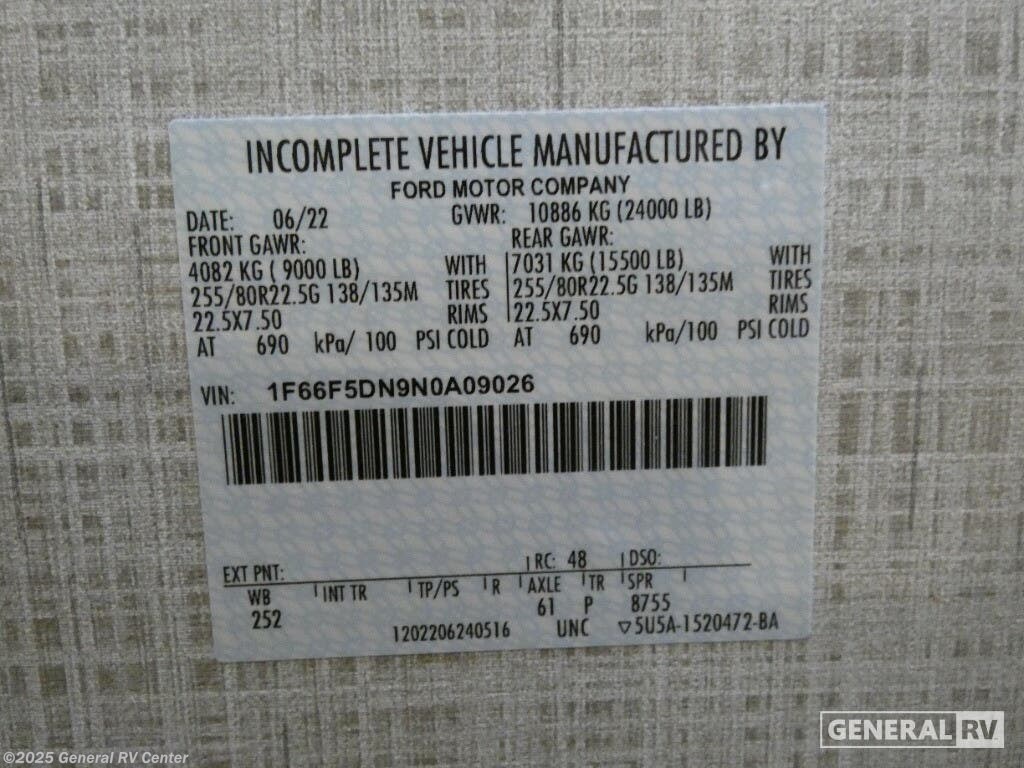 INCOMPLETE VEHICLE MANUFACTURED BY
FORD MOTOR COMPANY
DATE: 06/22 GVWR: 10886 KG (24000 LB)
FRONT GAWR: REAR GAWR:
4082 KG ( 9000 LB) WITH 7031 KG (15500 LB) WITH
255/80R22.5G 138/135M TIRES 255/80R22.5G 138/135M TIRES
22.5X7.50 RIMS 22.5X7.50 RIMS
AT 690 kPa/ 100 PSI COLD AT 690 kPa/100 PSI COLD
VIN: 1F66F5DN9N0A09026
EXT PNT: RC: 48 DSO:
WB INT TR TP/PS R AXLE TR SPR
252 61 P 8755
1202206240516 UNC ▽5U5A-1520472-BA
GENERAL RV
©2025 General RV Center